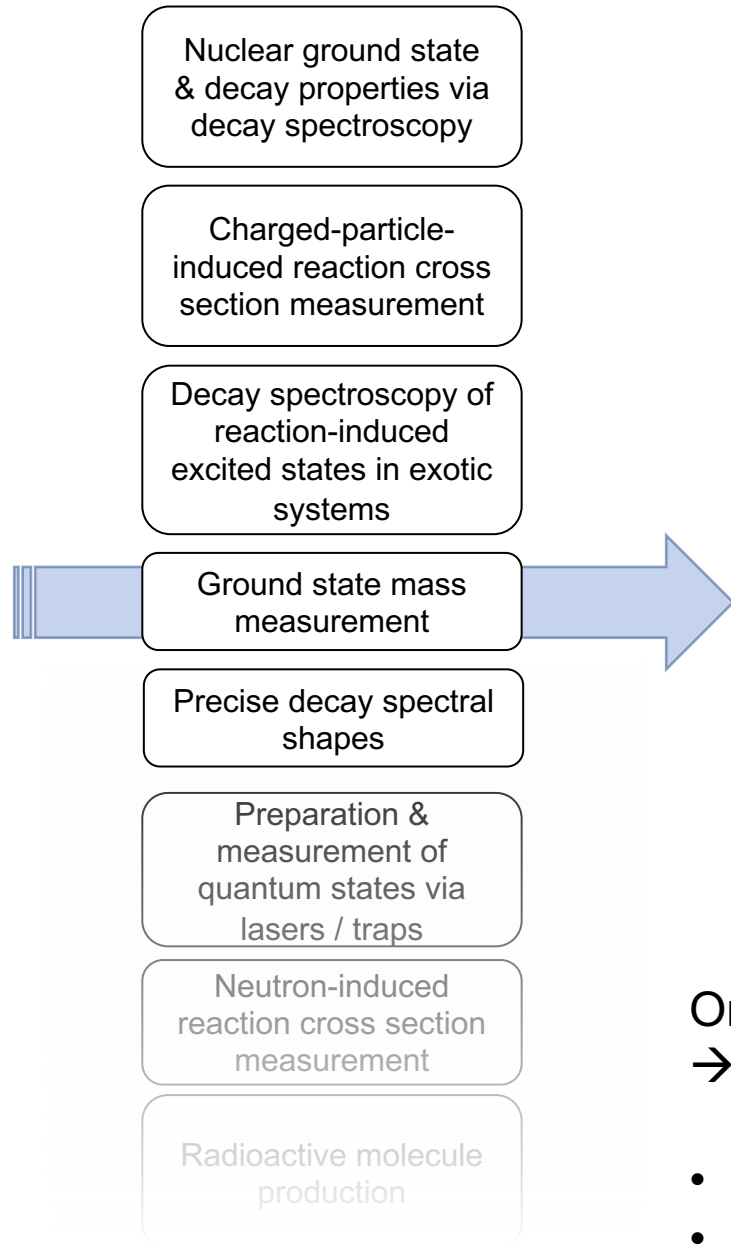 Nuclear ground state
& decay properties via
decay spectroscopy
Charged-particle-
induced reaction cross
section measurement
Decay spectroscopy of
reaction-induced
excited states in exotic
systems
Ground state mass
measurement
Precise decay spectral
shapes
Preparation &
measurement of
quantum states via
lasers / traps
Neutron-induced
reaction cross section
measurement
Radioactive molecule
production
→
•
•